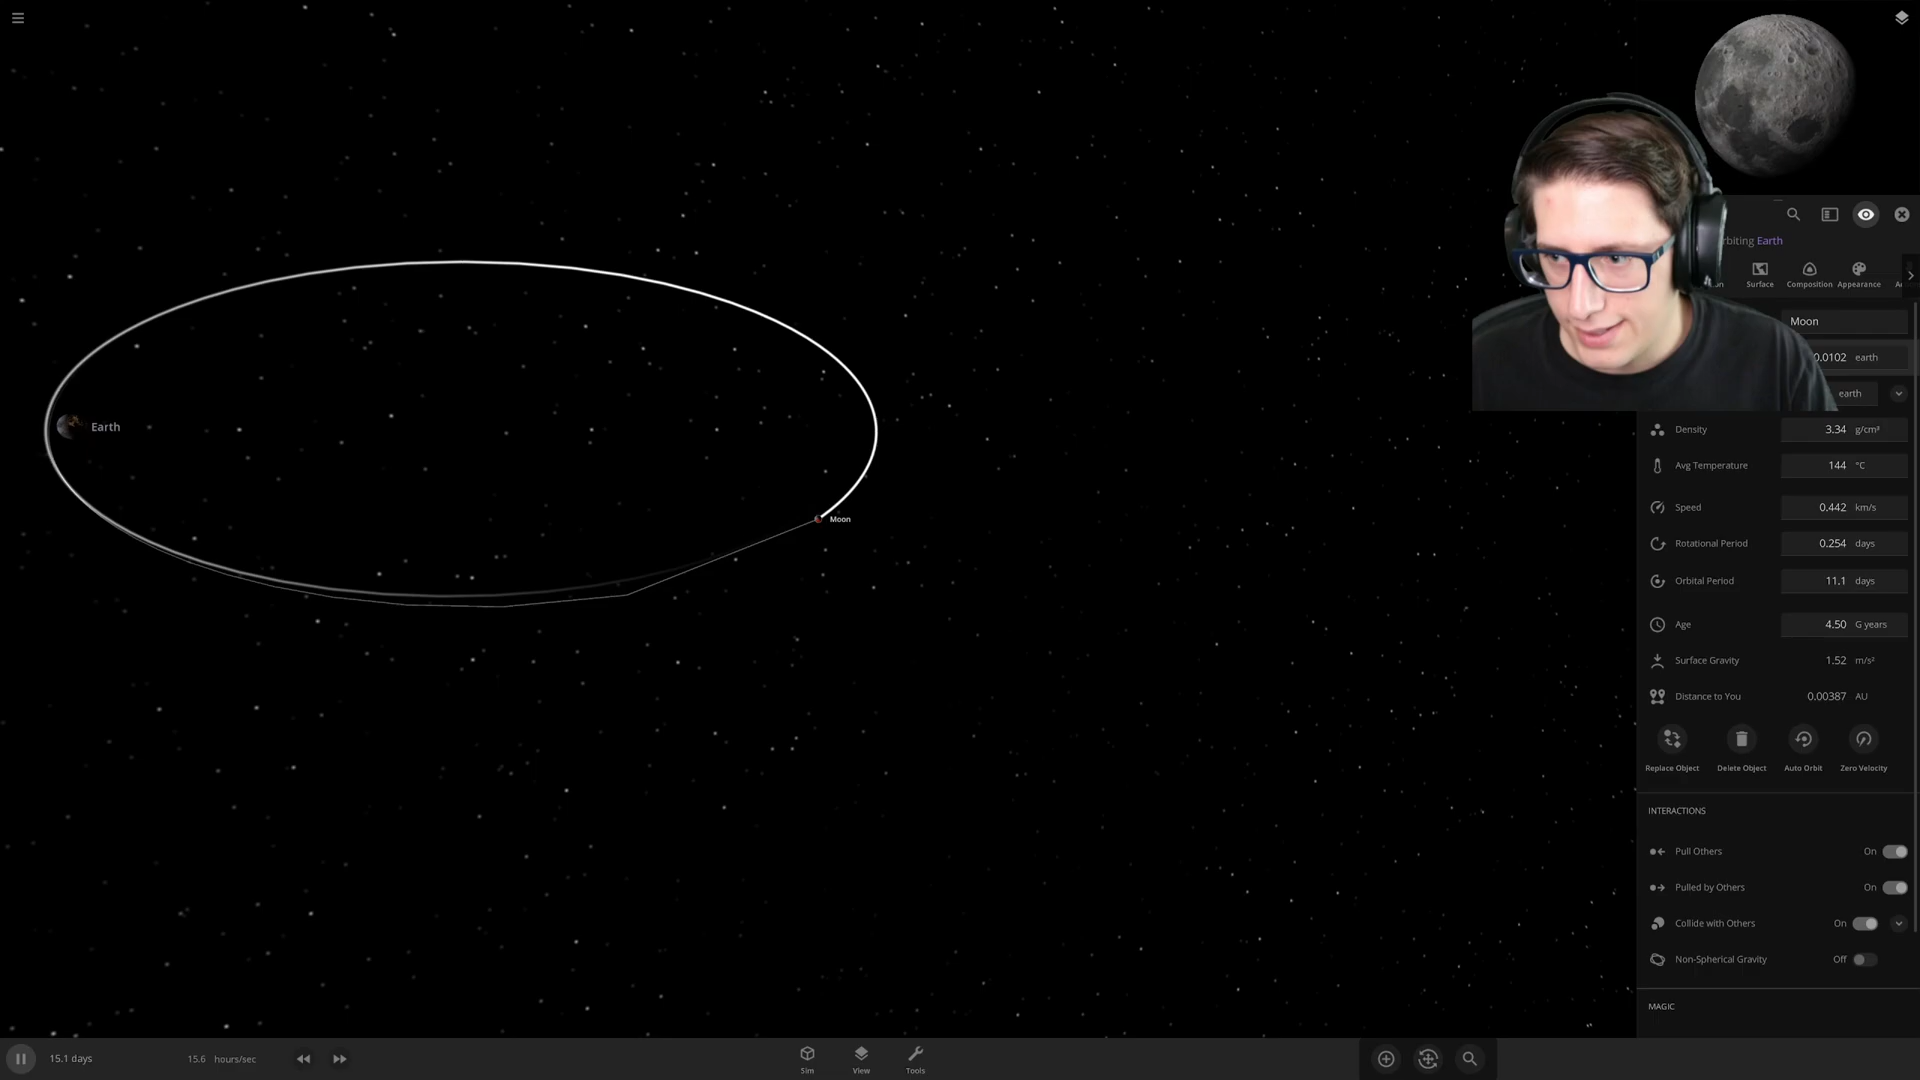 rbiting Earth
Surface
Composition
Appearance
Moon
0.0102 earth
earth
Density 3.34 g/cm³
Avg Temperature 144 °C
Speed 0.442 km/s
Rotational Period 0.254 days
Orbital Period 11.1 days
Age 4.50 G years
Surface Gravity 1.52 m/s²
Distance to You 0.00387 AU
Replace Object Delete Object Auto Orbit Zero Velocity
INTERACTIONS
Pull Others On
Pulled by Others On
Collide with Others On
Non-Spherical Gravity Off
MAGIC
Earth
Moon
15.1 days 15.6 hours/sec
Sim View Tools